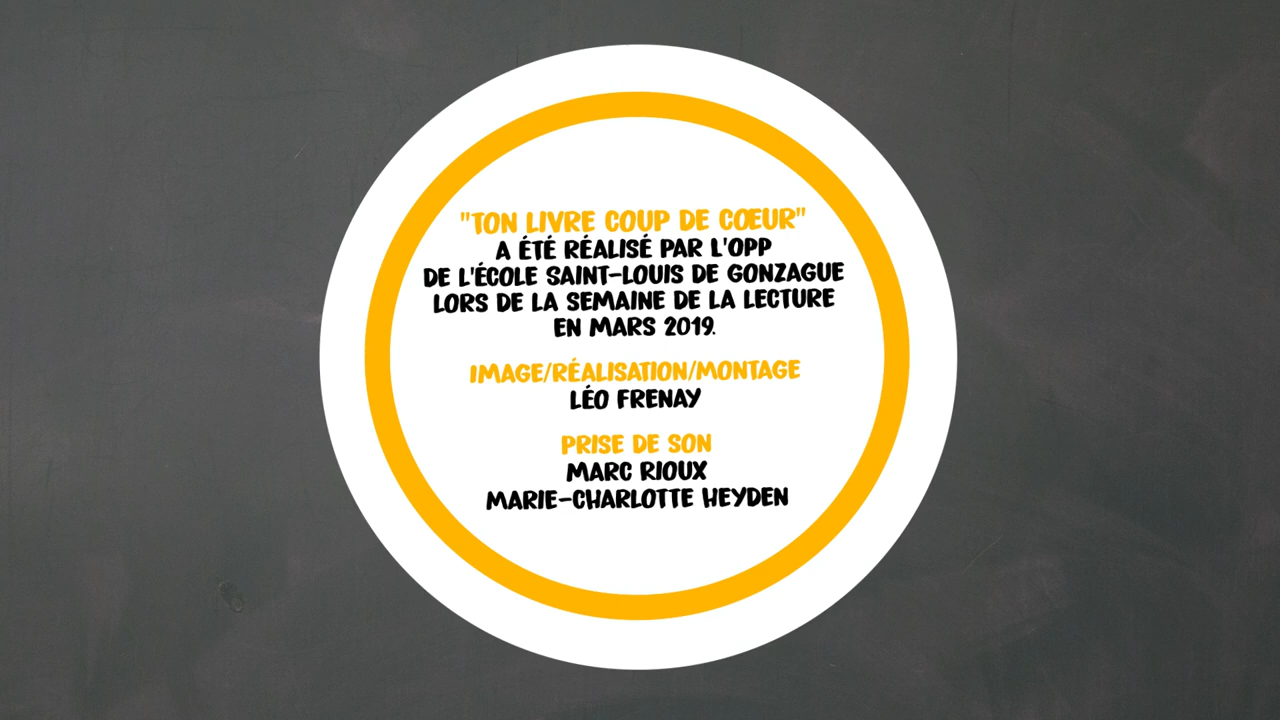 "TON LIVRE COUP DE CŒUR"
A ÉTÉ RÉALISÉ PAR L'OPP
DE L'ÉCOLE SAINT-LOUIS DE GONZAGUE
LORS DE LA SEMAINE DE LA LECTURE
EN MARS 2019.
IMAGE/RÉALISATION/MONTAGE
LÉO FRENAY
PRISE DE SON
MARC RIOUX
MARIE-CHARLOTTE HEYDEN